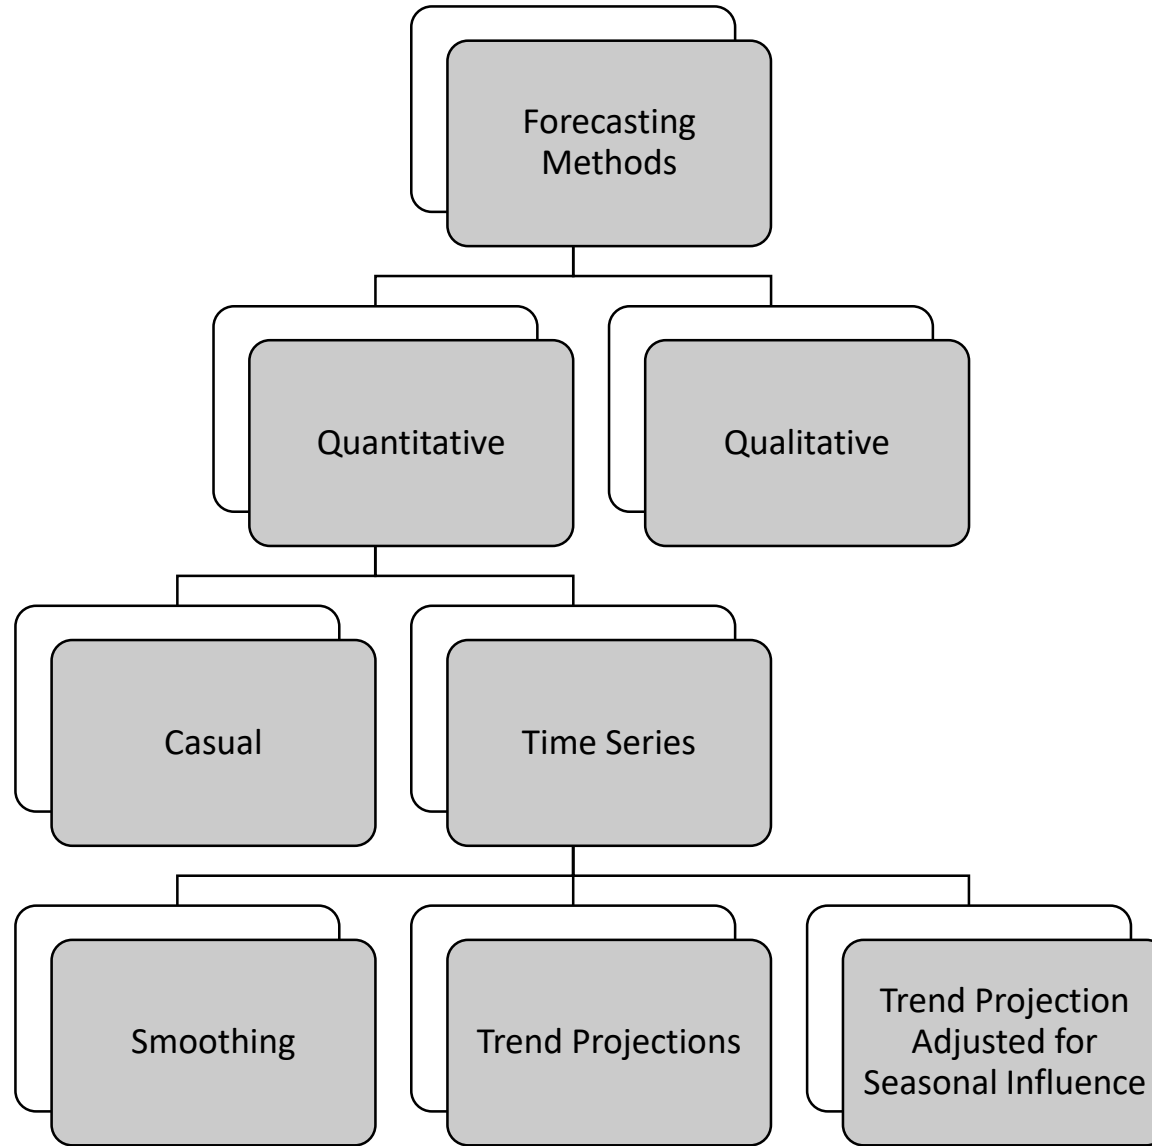 Forecasting
Methods
Quantitative
Qualitative
Casual
Time Series
Smoothing
Trend Projections
Trend Projection
Adjusted for
Seasonal Influence